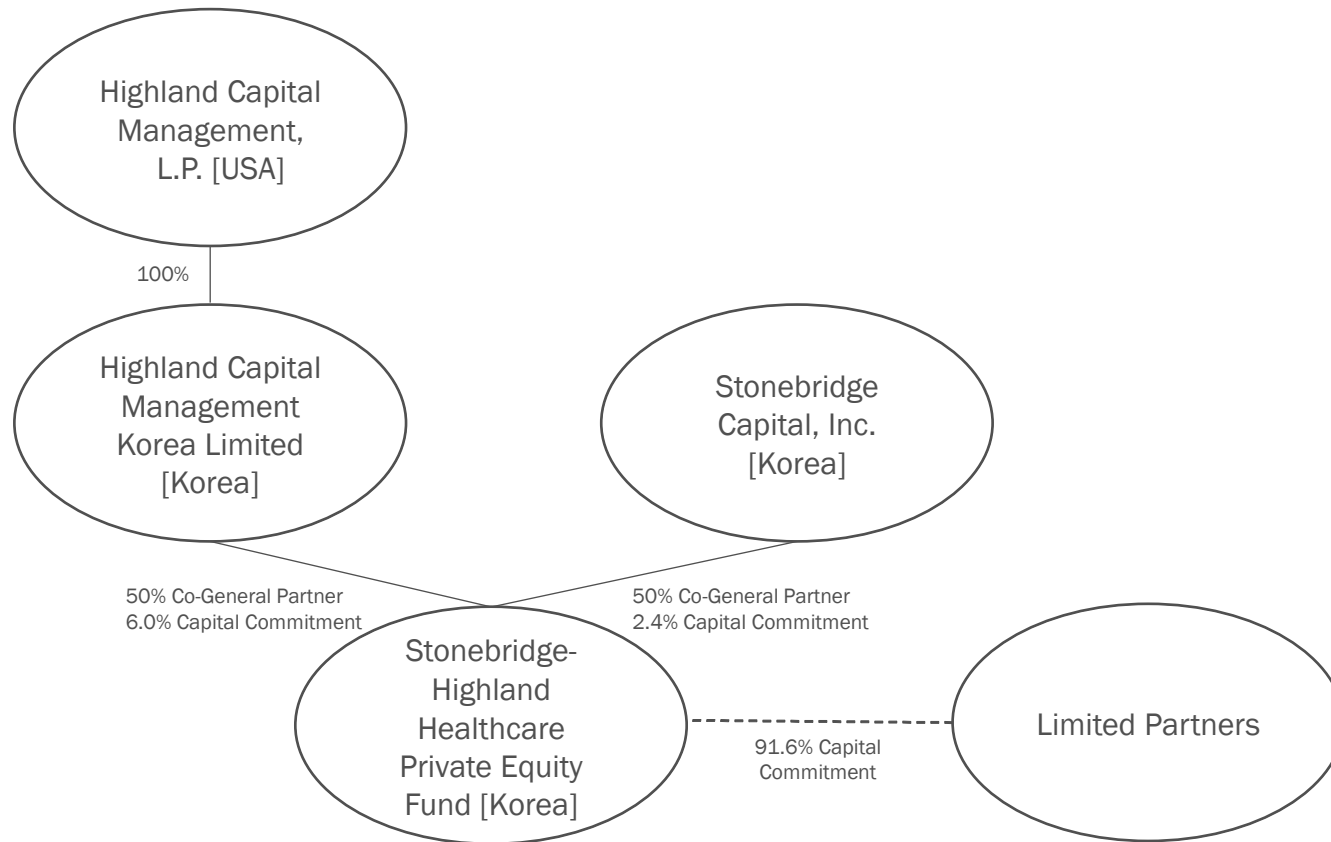 Highland Capital
Management,
L.P. [USA]
100%
Highland Capital
Management
Korea Limited
[Korea]
Stonebridge
Capital, Inc.
[Korea]
50% Co-General Partner
6.0% Capital Commitment
50% Co-General Partner
2.4% Capital Commitment
Stonebridge-
Highland
Healthcare
Private Equity
Fund [Korea]
91.6% Capital
Commitment
Limited Partners